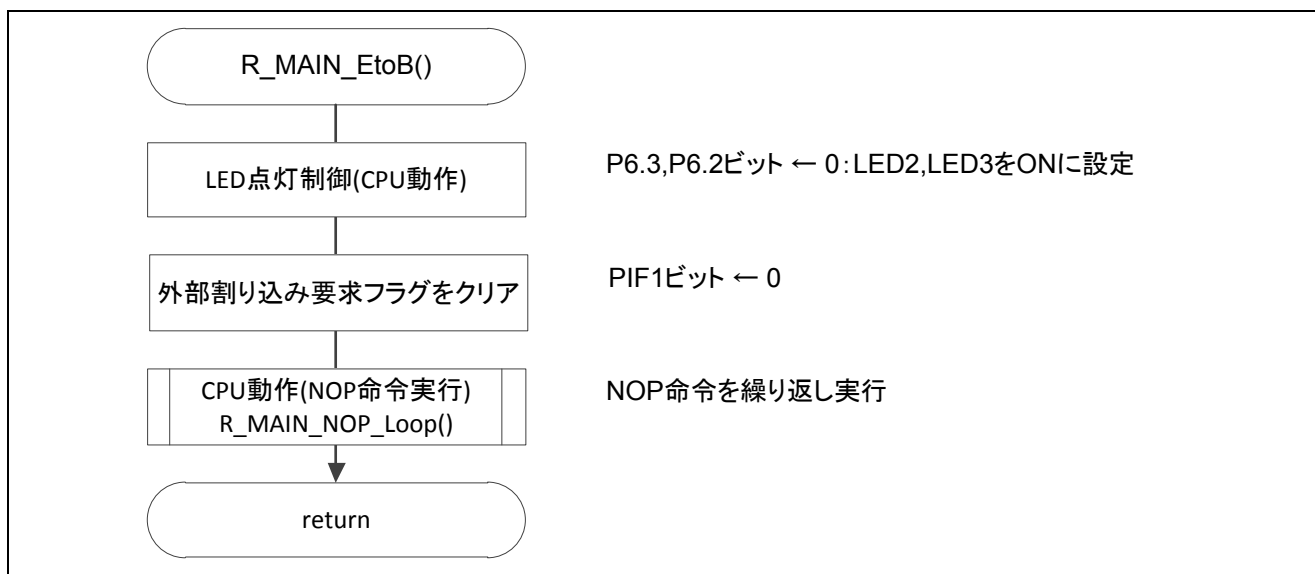 R_MAIN_EtoB()
LED点灯制御(CPU動作)
P6.3,P6.2ビット ← 0:LED2,LED3をONに設定
外部割り込み要求フラグをクリア
PIF1ビット ← 0
CPU動作(NOP命令実行)
R_MAIN_NOP_Loop()
NOP命令を繰り返し実行
return